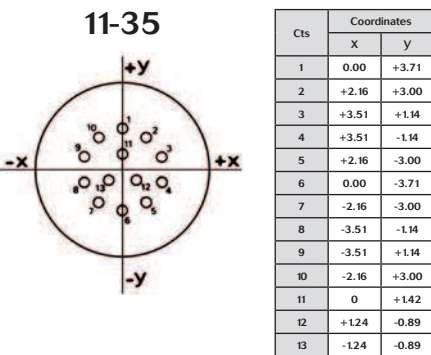 11-35
+y
1
10
2
11
9
3
-x
+x
8
13
12
4
7
5
6
-y
Cts Coordinates
x y
1 0.00 +3.71
2 +2.16 +3.00
3 +3.51 +1.14
4 +3.51 -1.14
5 +2.16 -3.00
6 0.00 -3.71
7 -2.16 -3.00
8 -3.51 -1.14
9 -3.51 +1.14
10 -2.16 +3.00
11 0 +1.42
12 +1.24 -0.89
13 -1.24 -0.89